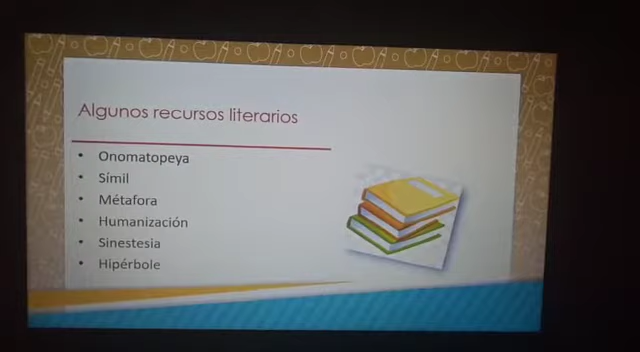 Algunos recursos literarios
• Onomatopeya
• Símil
• Métafora
• Humanización
• Sinestesia
• Hipérbole